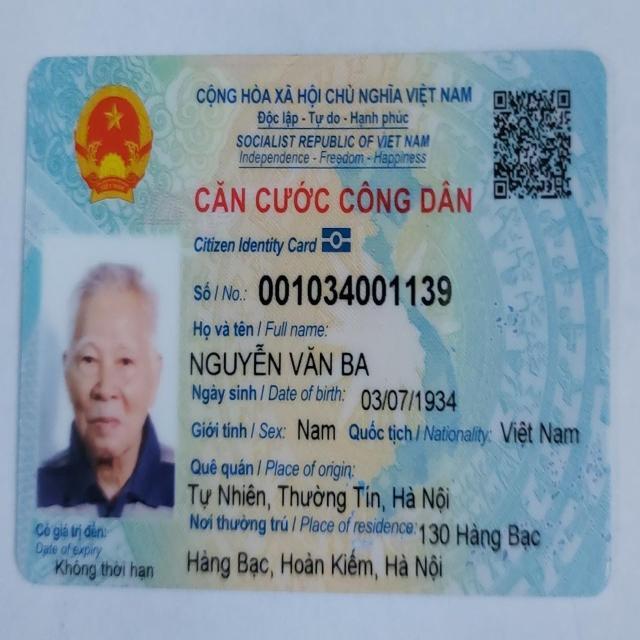 CỘNG HÒA XÃ HỘI CHỦ NGHĨA VIỆT NAM
Độc lập - Tự do - Hạnh phúc
SOCIALIST REPUBLIC OF VIET NAM
Independence - Freedom - Happiness
CĂN CƯỚC CÔNG DÂN
Citizen Identity Card
Số / No.: 001034001139
Họ và tên / Full name:
NGUYỄN VĂN BA
Ngày sinh / Date of birth: 03/07/1934
Giới tính / Sex: Nam Quốc tịch / Nationality: Việt Nam
Quê quán / Place of origin:
Tự Nhiên, Thường Tín, Hà Nội
Nơi thường trú / Place of residence: 130 Hàng Bạc
Hàng Bạc, Hoàn Kiếm, Hà Nội
Có giá trị đến:
Date of expiry
Không thời hạn